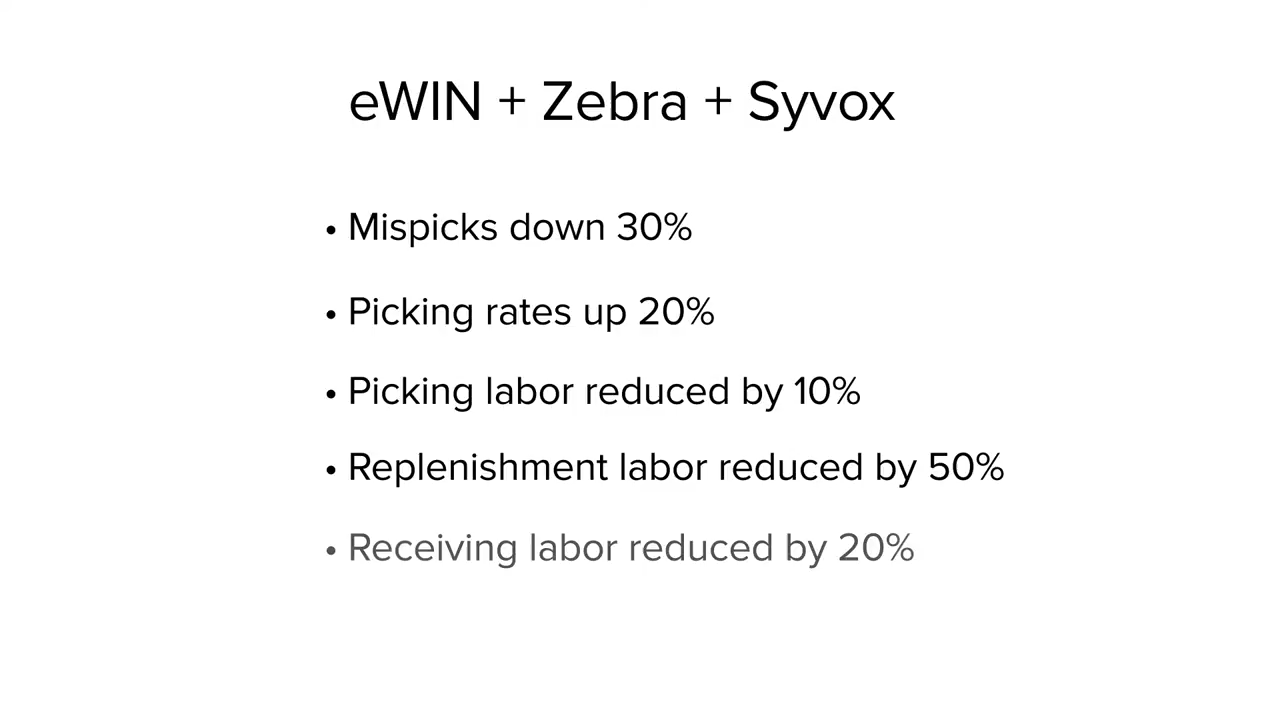 eWIN + Zebra + Syvox
• Mispicks down 30%
• Picking rates up 20%
• Picking labor reduced by 10%
• Replenishment labor reduced by 50%
• Receiving labor reduced by 20%